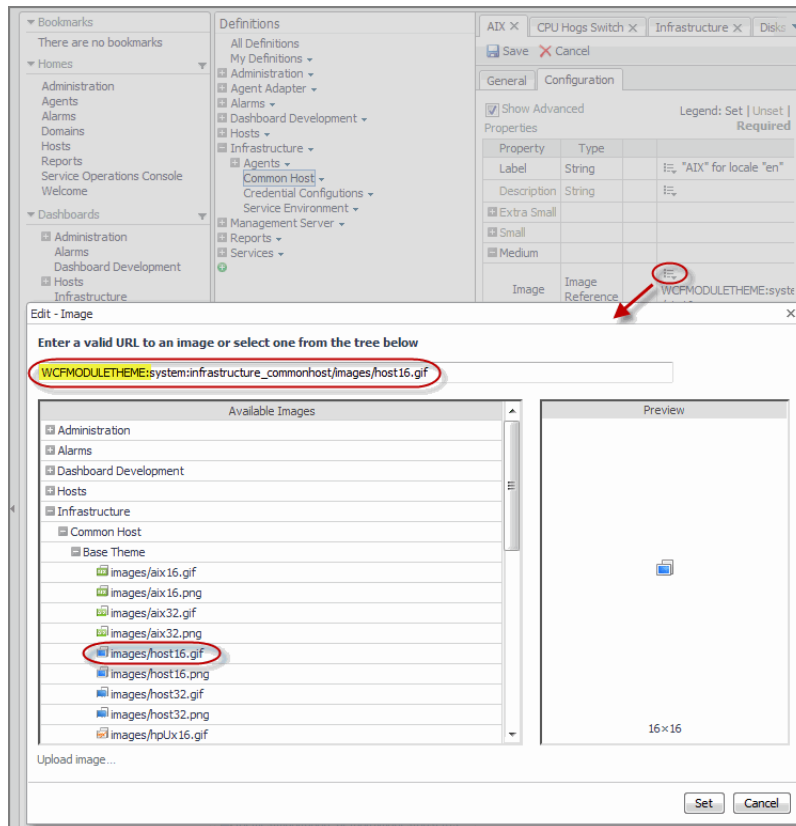 Bookmarks
There are no bookmarks
Homes
Administration
Agents
Alarms
Domains
Hosts
Reports
Service Operations Console
Welcome
Dashboards
Administration
Alarms
Dashboard Development
Hosts
Infrastructure
Definitions
All Definitions
My Definitions
Administration
Agent Adapter
Alarms
Dashboard Development
Hosts
Infrastructure
Agents
Common Host
Credential Configutions
Service Environment
Management Server
Reports
Services
AIX CPU Hogs Switch Infrastructure Disks
Save Cancel
General Configuration
Show Advanced Properties
Legend: Set | Unset | Required
Property Type
Label String "AIX" for locale "en"
Description String
Extra Small
Small
Medium
Image Image Reference WCFMODULETHEME:syste
Edit - Image
Enter a valid URL to an image or select one from the tree below
WCFMODULETHEME:system:infrastructure_commonhost/images/host16.gif
Available Images
Administration
Alarms
Dashboard Development
Hosts
Infrastructure
Common Host
Base Theme
images/aix16.gif
images/aix16.png
images/aix32.gif
images/aix32.png
images/host16.gif
images/host16.png
images/host32.gif
images/host32.png
images/hpUx16.gif
Preview
16×16
Upload image...
Set Cancel